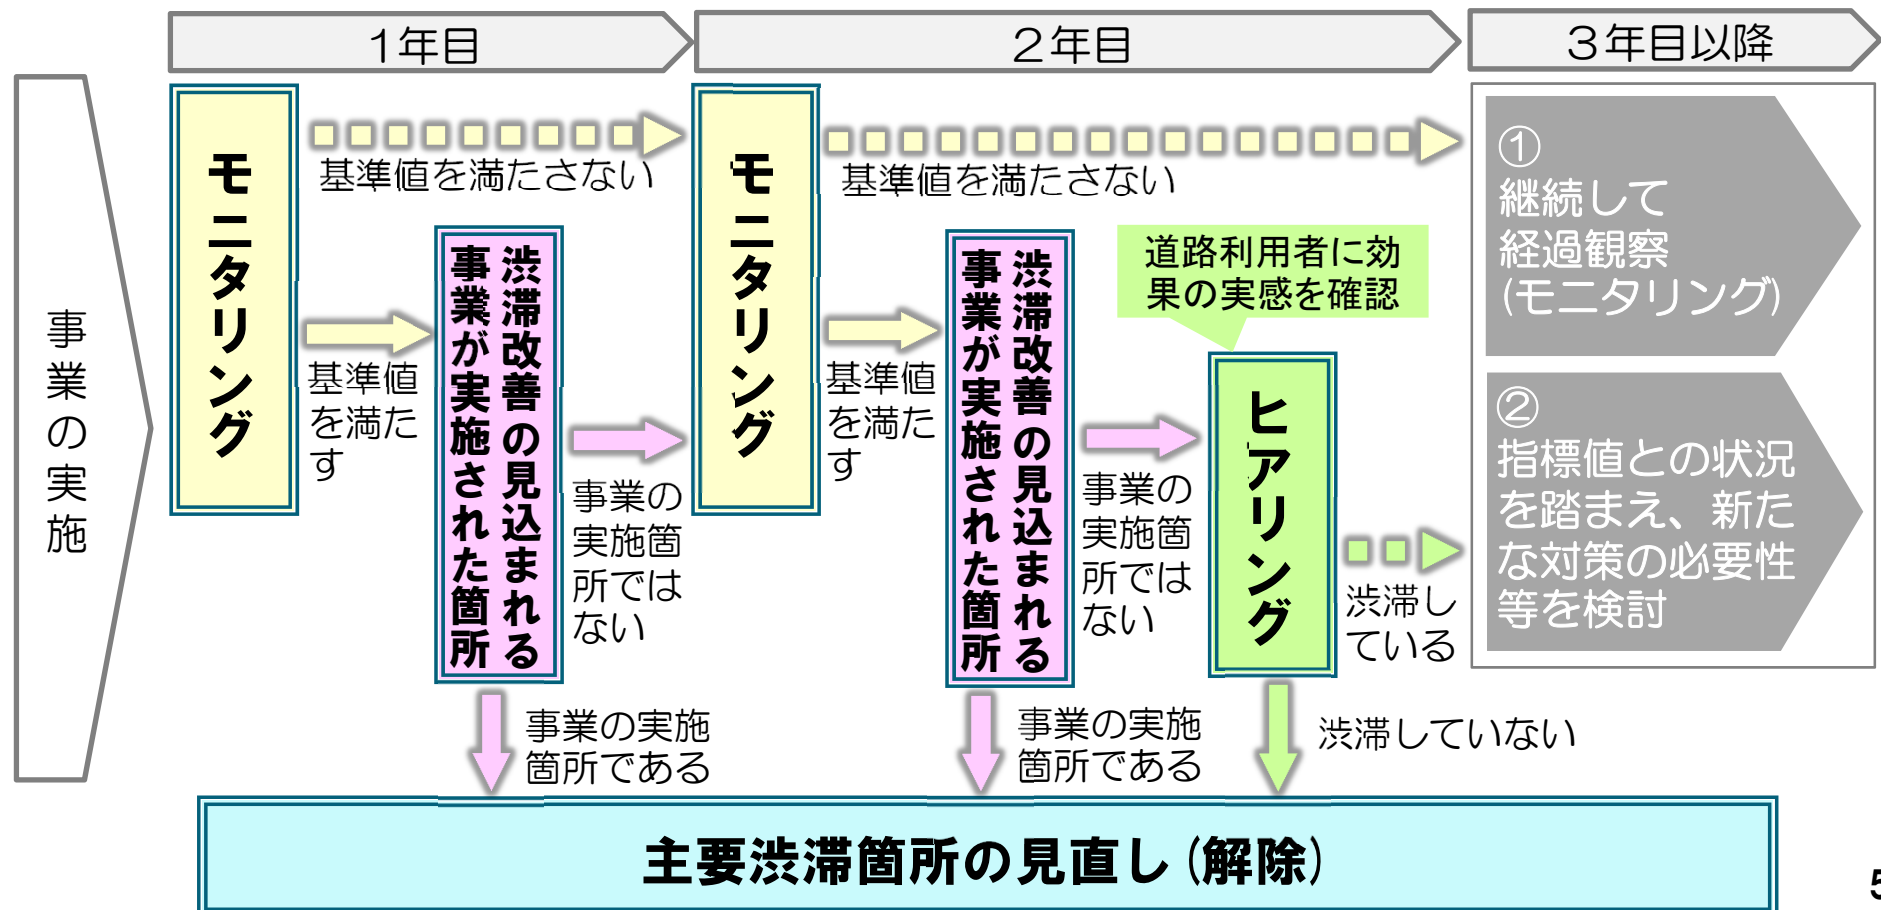 1年目
2年目
3年目以降
事業の実施
モニタリング
基準値を満たさない
基準値
を満た
す
渋滞改善の見込まれる
事業が実施された箇所
事業の
実施箇
所では
ない
事業の実施
箇所である
モニタリング
基準値を満たさない
基準値
を満た
す
渋滞改善の見込まれる
事業が実施された箇所
事業の
実施箇
所では
ない
事業の実施
箇所である
道路利用者に効
果の実感を確認
ヒアリング
渋滞し
ている
渋滞していない
①
継続して
経過観察
(モニタリング)
②
指標値との状況
を踏まえ、新た
な対策の必要性
等を検討
主要渋滞箇所の見直し(解除)
5